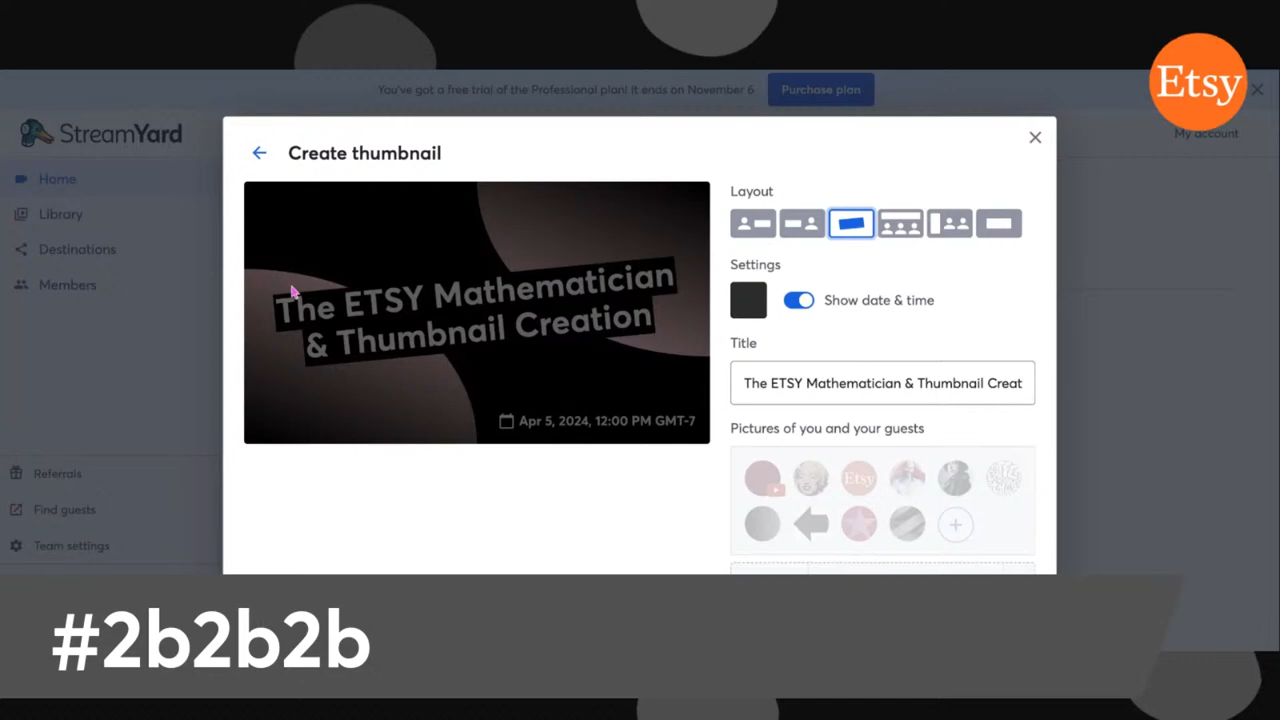 You've got a free trial of the Professional plan! It ends on November 6
Purchase plan
Etsy
StreamYard
My account
Create thumbnail
Home
Library
Destinations
Members
Referrals
Find guests
Team settings
The ETSY Mathematician
& Thumbnail Creation
Apr 5, 2024, 12:00 PM GMT-7
Layout
Settings
Show date & time
Title
The ETSY Mathematician & Thumbnail Creat
Pictures of you and your guests
Etsy
#2b2b2b